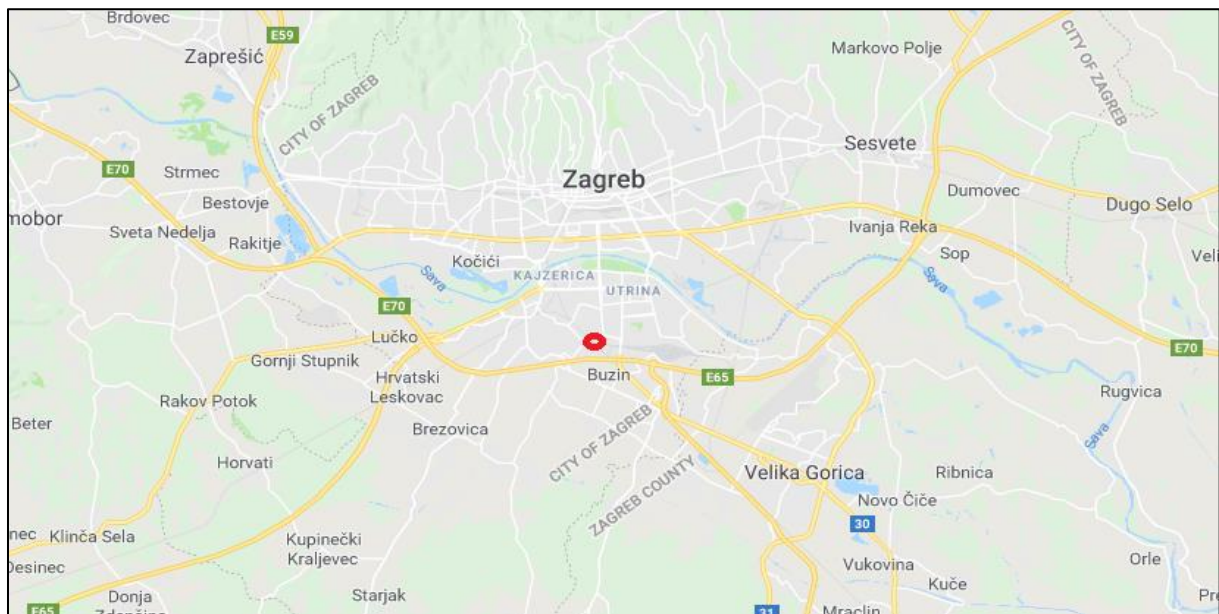 Brdovec
E59
Zaprešić
Markovo Polje
CITY OF ZAGREB
CITY OF ZAGREB
Sesvete
E70
Strmec
Zagreb
Dumovec
Bestovje
Dugo Selo
mobor
Sveta Nedelja
Rakitje
Ivanja Reka
Sop
Veli
Kočići
KAJZERICA
Sava
UTRINA
Sava
E70
Lučko
E70
Gornji Stupnik
Hrvatski
Leskovac
Buzin
E65
Rugvica
Rakov Potok
Beter
Brezovica
CITY OF ZAGREB
Sava
Horvati
ZAGREB COUNTY
Velika Gorica
Ribnica
Novo Čiče
nec
Klinča Sela
30
Kupinečki
Kraljevec
Desinec
Vukovina
Orle
Donja
Starjak
Kuče
Pre
E65
Zdenčina
31
Mraclin